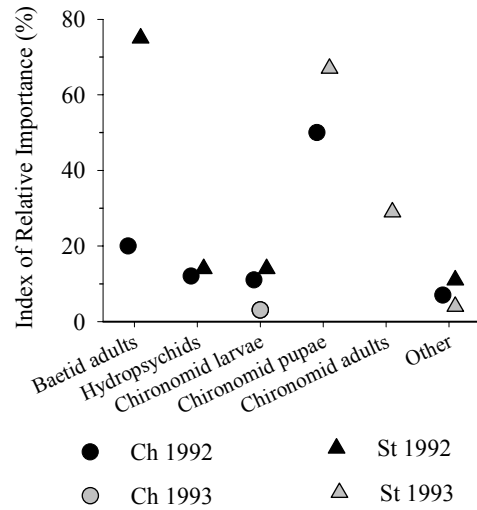 Index of Relative Importance (%)
80
60
40
20
0
Baetid adults
Hydropsychids
Chironomid larvae
Chironomid pupae
Chironomid adults
Other
Ch 1992
St 1992
Ch 1993
St 1993